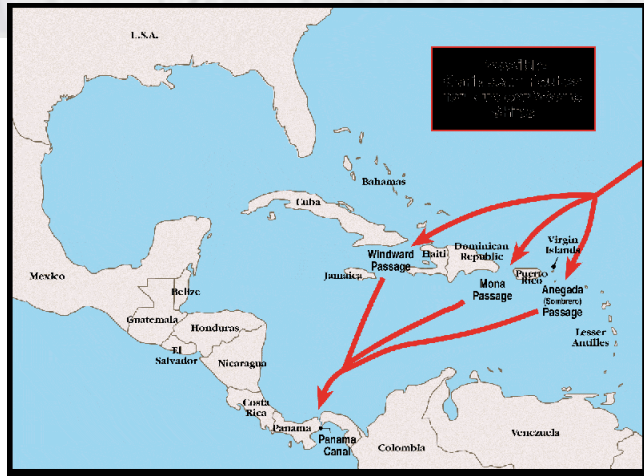 U.S.A.
Bahamas
Cuba
Virgin
Islands
Dominican
Republic
Haiti
Windward
Passage
Jamaica
Puerto
Rico
Mona
Passage
Anegada
(Sombrero)
Passage
Mexico
Belize
Guatemala
Honduras
El
Salvador
Nicaragua
Lesser
Antilles
Costa
Rica
Panama
Panama
Canal
Colombia
Venezuela